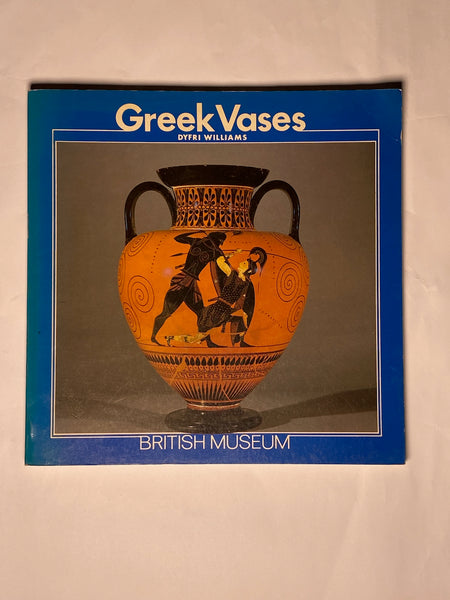 Greek Vases
DYFRI WILLIAMS
BRITISH MUSEUM